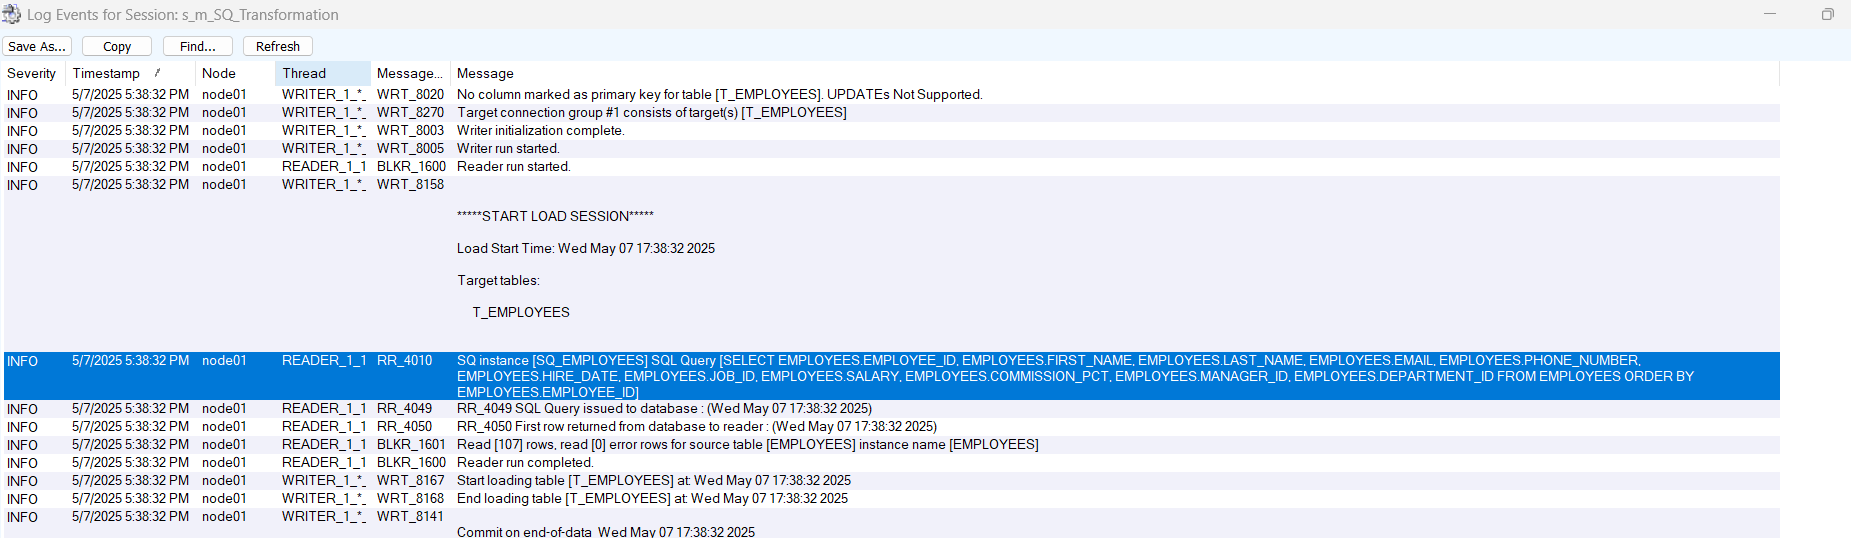 Log Events for Session: s_m_SQ_Transformation
Save As... Copy Find... Refresh
Severity Timestamp Node Thread Message... Message
INFO 5/7/2025 5:38:32 PM node01 WRITER_1_*_ WRT_8020 No column marked as primary key for table [T_EMPLOYEES]. UPDATEs Not Supported.
INFO 5/7/2025 5:38:32 PM node01 WRITER_1_*_ WRT_8270 Target connection group #1 consists of target(s) [T_EMPLOYEES]
INFO 5/7/2025 5:38:32 PM node01 WRITER_1_*_ WRT_8003 Writer initialization complete.
INFO 5/7/2025 5:38:32 PM node01 WRITER_1_*_ WRT_8005 Writer run started.
INFO 5/7/2025 5:38:32 PM node01 READER_1_1 BLKR_1600 Reader run started.
INFO 5/7/2025 5:38:32 PM node01 WRITER_1_*_ WRT_8158
*****START LOAD SESSION*****
Load Start Time: Wed May 07 17:38:32 2025
Target tables:
T_EMPLOYEES
INFO 5/7/2025 5:38:32 PM node01 READER_1_1 RR_4010 SQ instance [SQ_EMPLOYEES] SQL Query [SELECT EMPLOYEES.EMPLOYEE_ID, EMPLOYEES.FIRST_NAME, EMPLOYEES.LAST_NAME, EMPLOYEES.EMAIL, EMPLOYEES.PHONE_NUMBER,
EMPLOYEES.HIRE_DATE, EMPLOYEES.JOB_ID, EMPLOYEES.SALARY, EMPLOYEES.COMMISSION_PCT, EMPLOYEES.MANAGER_ID, EMPLOYEES.DEPARTMENT_ID FROM EMPLOYEES ORDER BY
EMPLOYEES.EMPLOYEE_ID]
INFO 5/7/2025 5:38:32 PM node01 READER_1_1 RR_4049 RR_4049 SQL Query issued to database : (Wed May 07 17:38:32 2025)
INFO 5/7/2025 5:38:32 PM node01 READER_1_1 RR_4050 RR_4050 First row returned from database to reader : (Wed May 07 17:38:32 2025)
INFO 5/7/2025 5:38:32 PM node01 READER_1_1 BLKR_1601 Read [107] rows, read [0] error rows for source table [EMPLOYEES] instance name [EMPLOYEES]
INFO 5/7/2025 5:38:32 PM node01 READER_1_1 BLKR_1600 Reader run completed.
INFO 5/7/2025 5:38:32 PM node01 WRITER_1_*_ WRT_8167 Start loading table [T_EMPLOYEES] at: Wed May 07 17:38:32 2025
INFO 5/7/2025 5:38:32 PM node01 WRITER_1_*_ WRT_8168 End loading table [T_EMPLOYEES] at: Wed May 07 17:38:32 2025
INFO 5/7/2025 5:38:32 PM node01 WRITER_1_*_ WRT_8141
Commit on end-of-data Wed May 07 17:38:32 2025